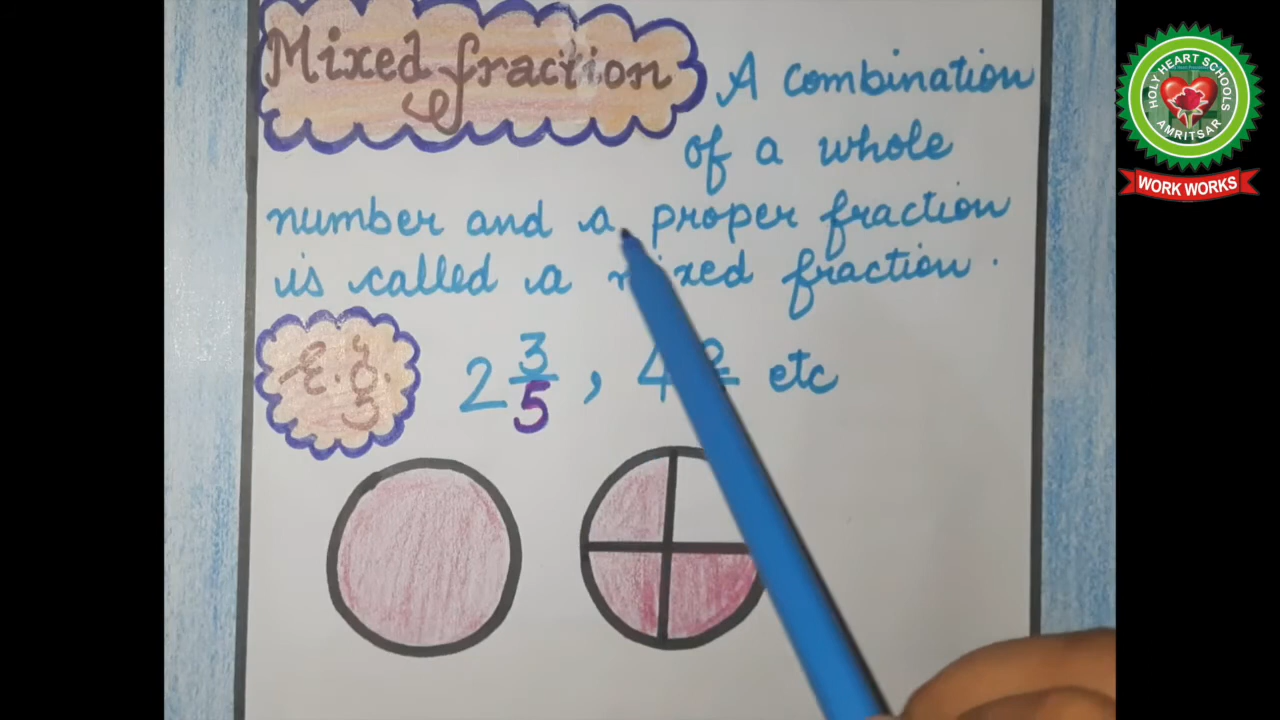 Mixed fraction
A combination
of a whole
number and a proper fraction
is called a mixed fraction.
E.g.
2 3/5 , 4 etc
HOLY HEART SCHOOLS
AMRITSAR
WORK WORKS